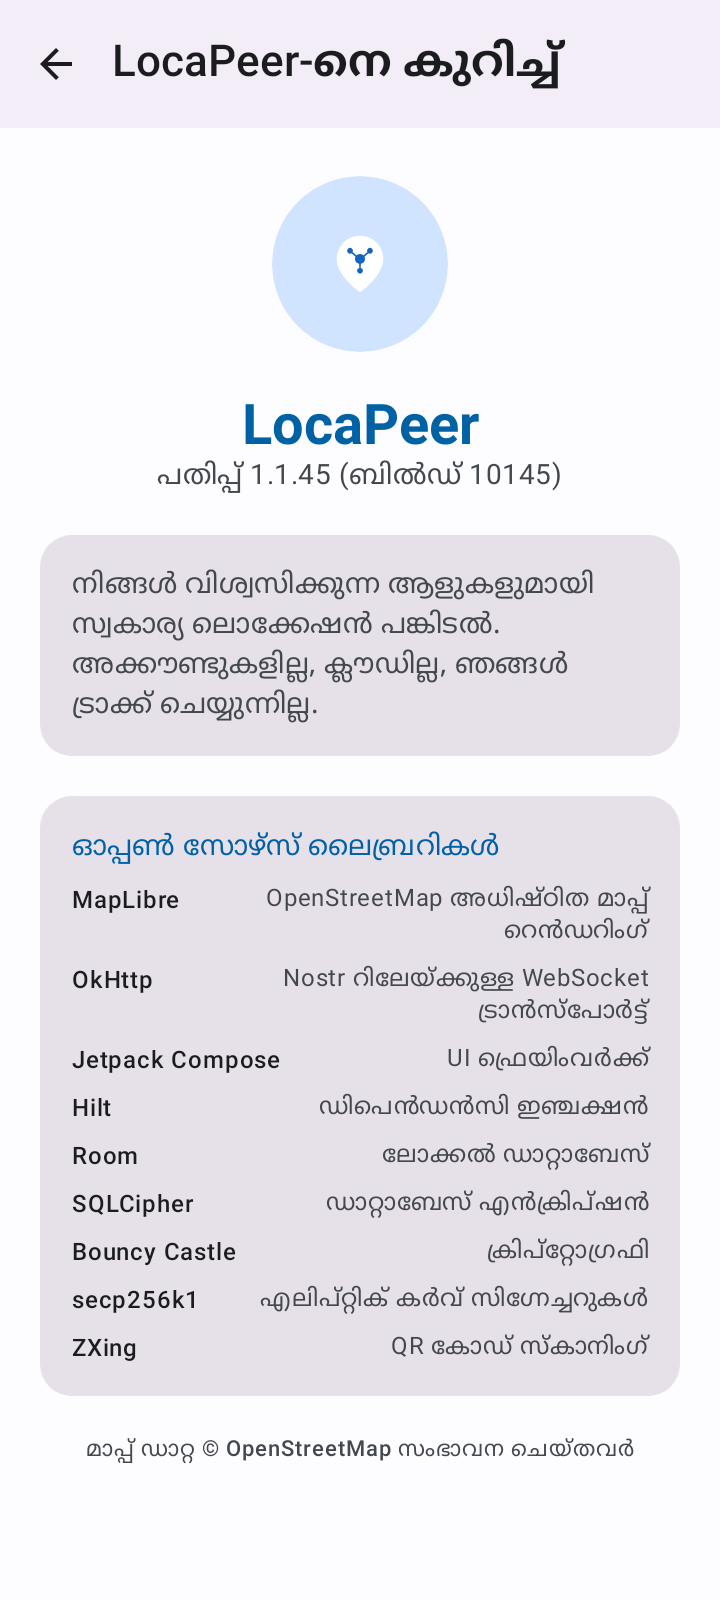 LocaPeer-നെ കുറിച്ച്
LocaPeer
പതിപ്പ് 1.1.45 (ബിൽഡ് 10145)
നിങ്ങൾ വിശ്വസിക്കുന്ന ആളുകളുമായി
സ്വകാര്യ ലൊക്കേഷൻ പങ്കിടൽ.
അക്കൗണ്ടുകളില്ല, ക്ലൗഡില്ല, ഞങ്ങൾ
ട്രാക്ക് ചെയ്യുന്നില്ല.
ഓപ്പൺ സോഴ്സ് ലൈബ്രറികൾ
MapLibre OpenStreetMap അധിഷ്ഠിത മാപ്പ്
റെൻഡറിംഗ്
OkHttp Nostr റിലേയ്ക്കുള്ള WebSocket
ട്രാൻസ്പോർട്ട്
Jetpack Compose UI ഫ്രെയിംവർക്ക്
Hilt ഡിപെൻഡൻസി ഇഞ്ചക്ഷൻ
Room ലോക്കൽ ഡാറ്റാബേസ്
SQLCipher ഡാറ്റാബേസ് എൻക്രിപ്ഷൻ
Bouncy Castle ക്രിപ്റ്റോഗ്രഫി
secp256k1 എലിപ്റ്റിക് കർവ് സിഗ്നേച്ചറുകൾ
ZXing QR കോഡ് സ്കാനിംഗ്
മാപ്പ് ഡാറ്റ © OpenStreetMap സംഭാവന ചെയ്തവർ